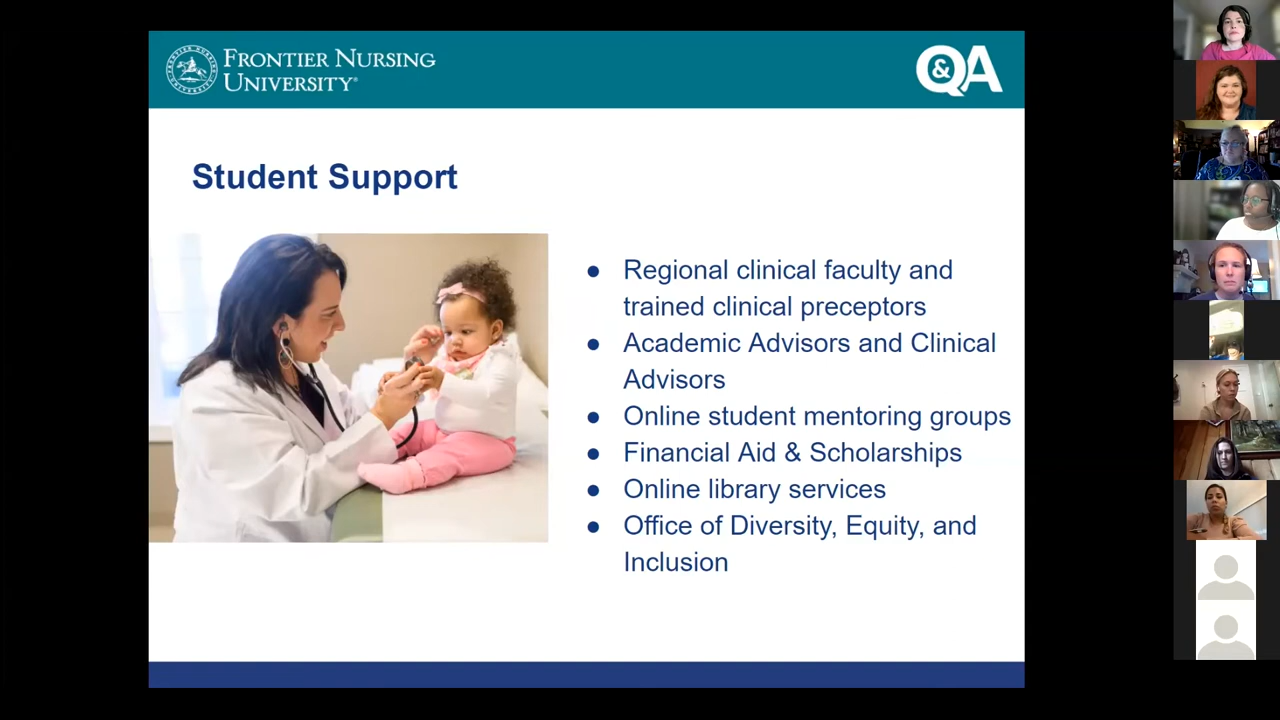 FRONTIER NURSING
UNIVERSITY®
Q&A
Student Support
● Regional clinical faculty and
trained clinical preceptors
● Academic Advisors and Clinical
Advisors
● Online student mentoring groups
● Financial Aid & Scholarships
● Online library services
● Office of Diversity, Equity, and
Inclusion